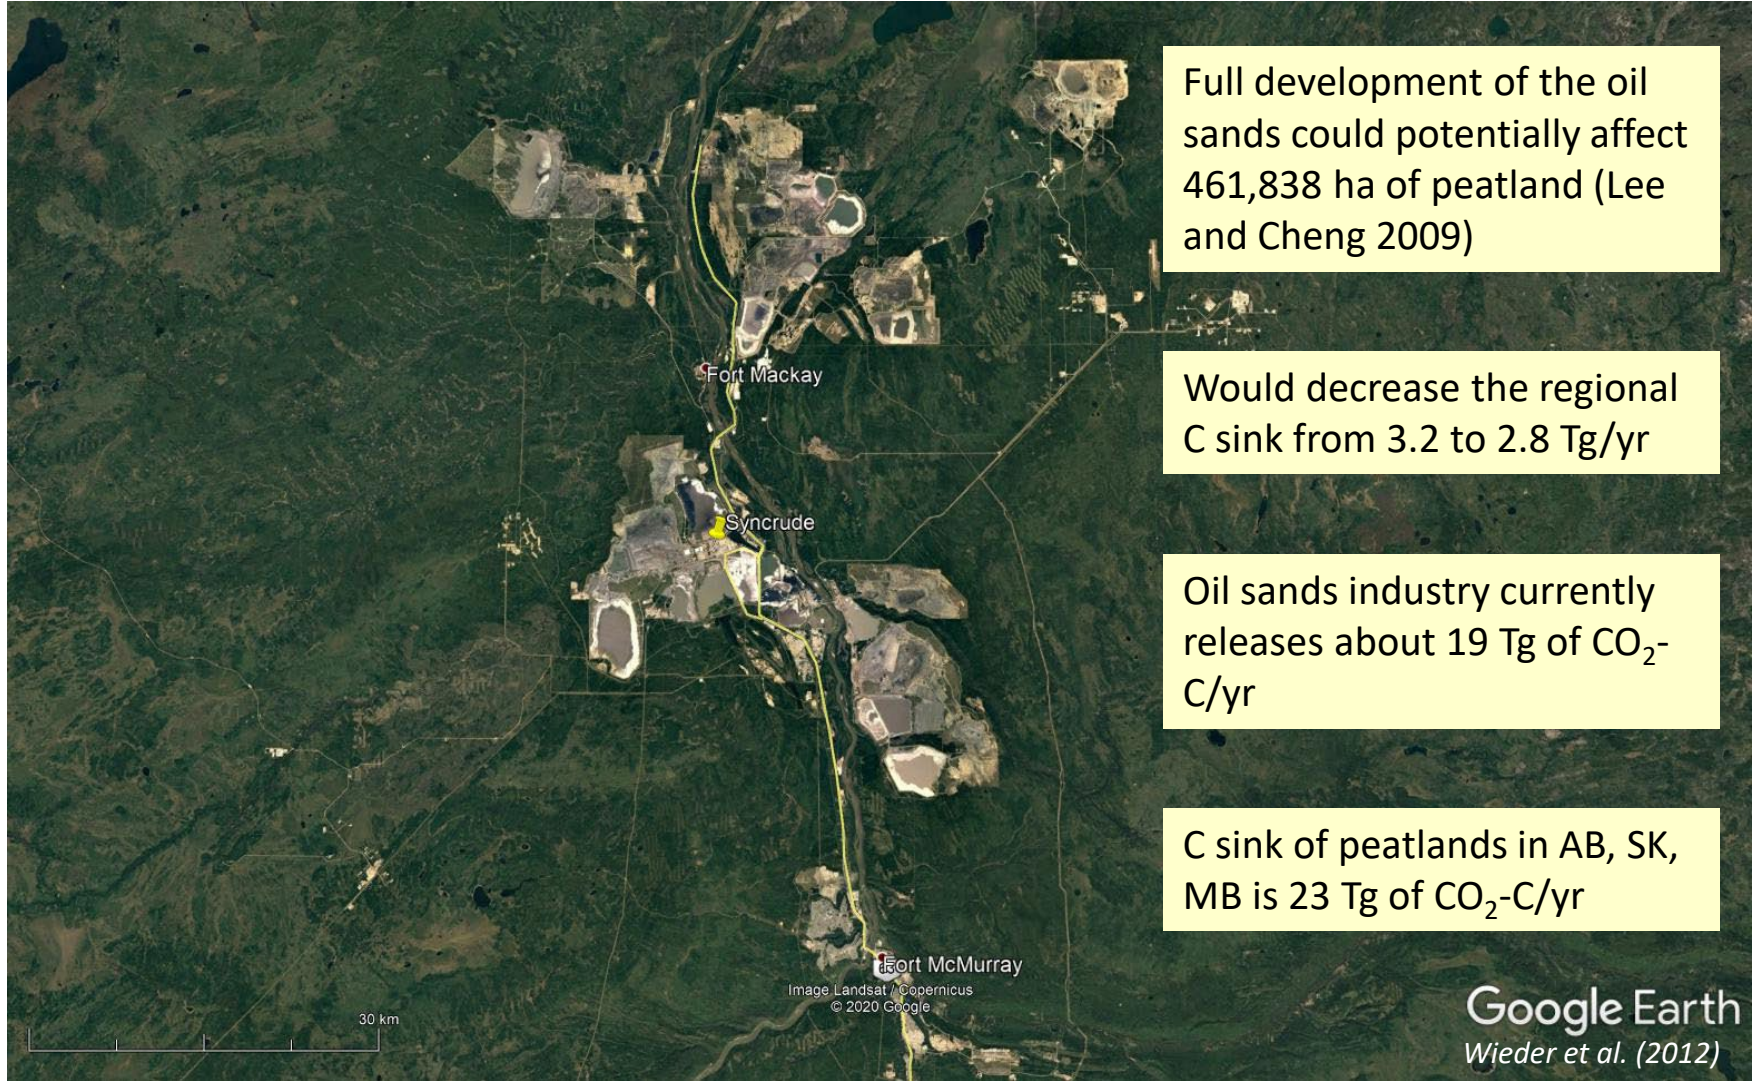 Full development of the oil
sands could potentially affect
461,838 ha of peatland (Lee
and Cheng 2009)
Would decrease the regional
C sink from 3.2 to 2.8 Tg/yr
Oil sands industry currently
releases about 19 Tg of CO₂-
C/yr
C sink of peatlands in AB, SK,
MB is 23 Tg of CO₂-C/yr
Fort Mackay
Syncrude
Fort McMurray
Image Landsat / Copernicus
© 2020 Google
30 km
Google Earth
Wieder et al. (2012)